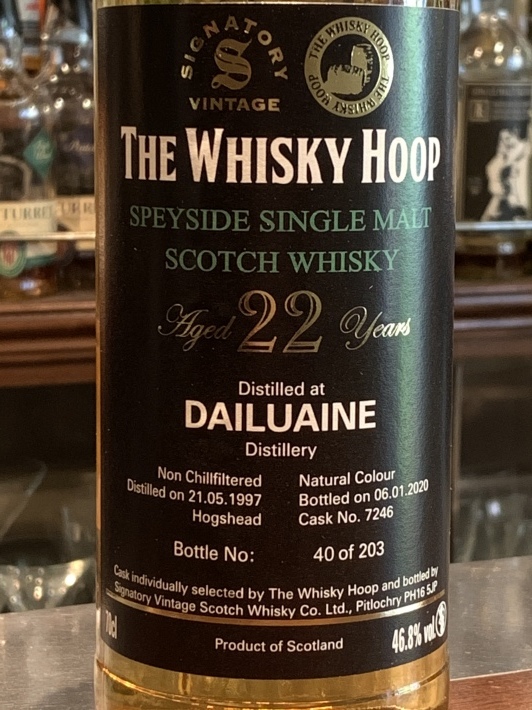 SIGNATORY
S
VINTAGE
THE WHISKY HOOP · THE WHISKY HOOP
THE WHISKY HOOP
SPEYSIDE SINGLE MALT
SCOTCH WHISKY
Aged 22 Years
Distilled at
DAILUAINE
Distillery
Non Chillfiltered Natural Colour
Distilled on 21.05.1997 Bottled on 06.01.2020
Hogshead Cask No. 7246
Bottle No: 40 of 203
Cask individually selected by The Whisky Hoop and bottled by
Signatory Vintage Scotch Whisky Co. Ltd., Pitlochry PH16 5JP
70cl
Product of Scotland
46.8% vol